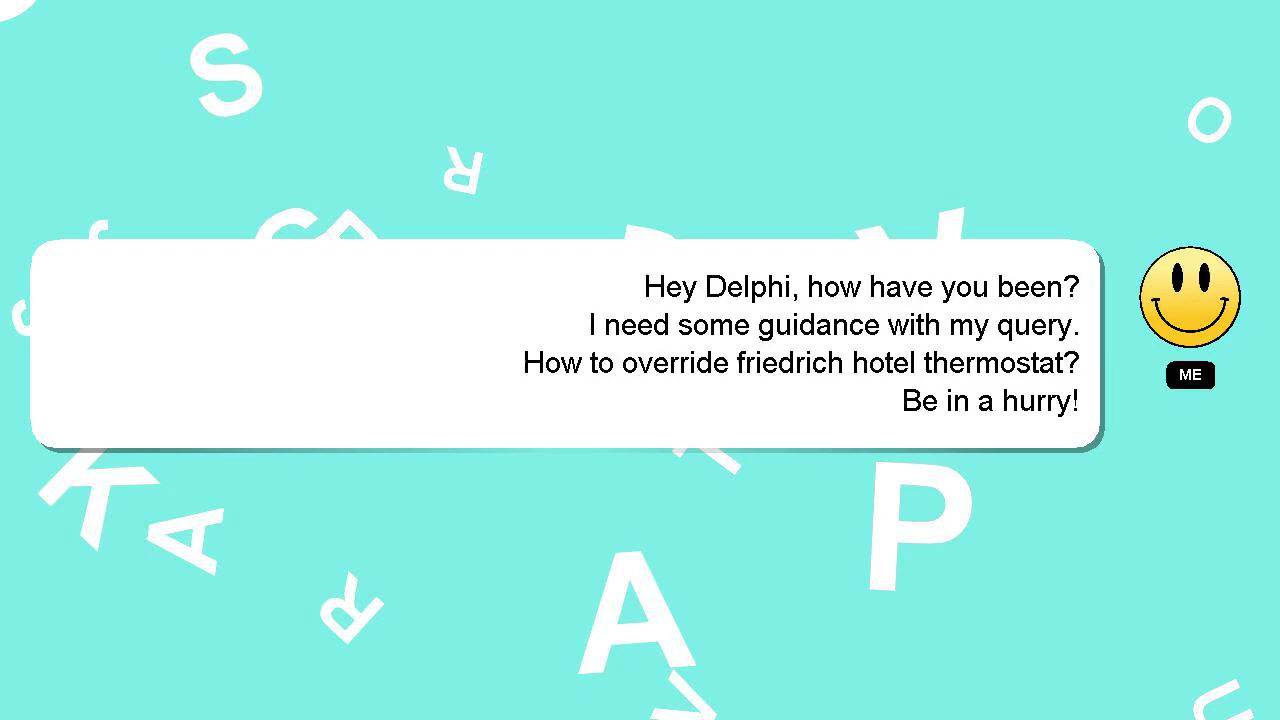 Hey Delphi, how have you been?
I need some guidance with my query.
How to override friedrich hotel thermostat?
Be in a hurry!
ME
S
R
O
K
A
R
A
P